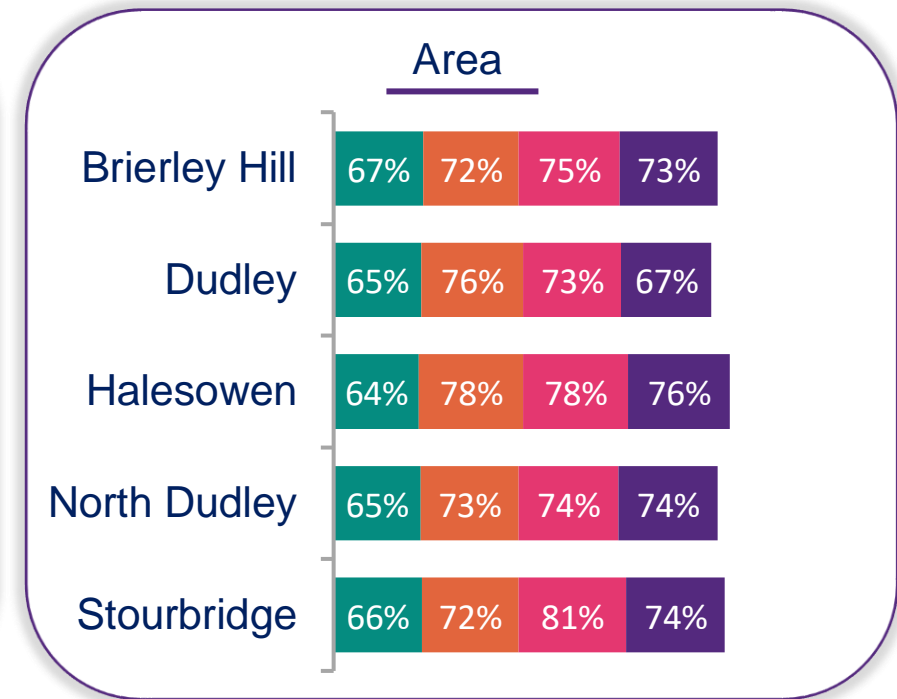 Area
Brierley Hill 67% 72% 75% 73%
Dudley 65% 76% 73% 67%
Halesowen 64% 78% 78% 76%
North Dudley 65% 73% 74% 74%
Stourbridge 66% 72% 81% 74%